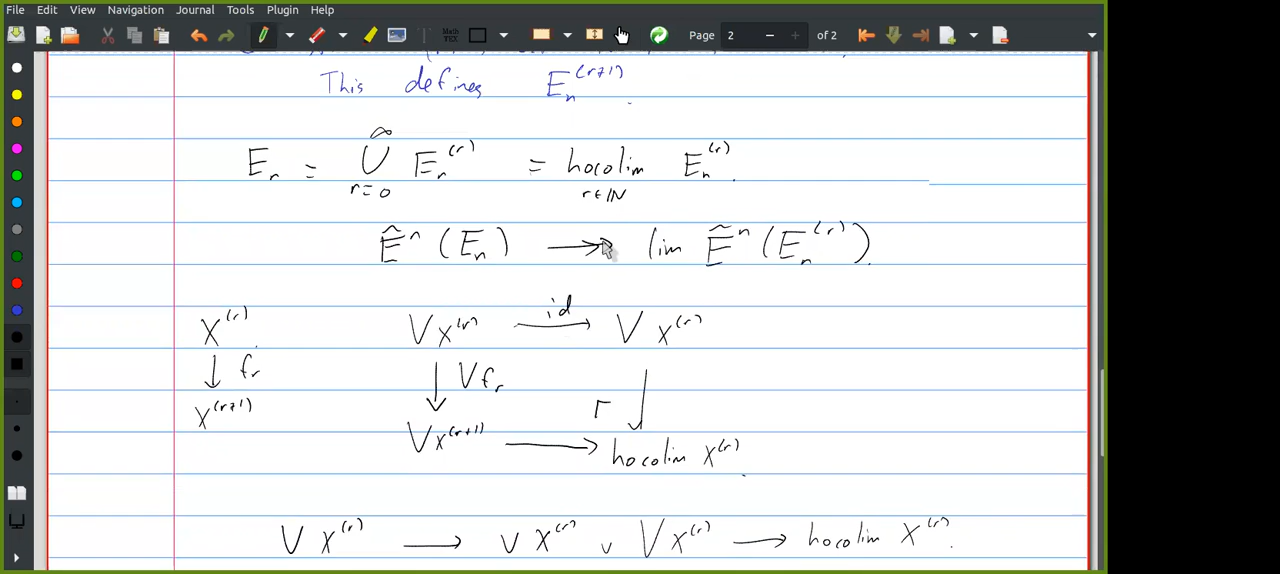 File Edit View Navigation Journal Tools Plugin Help
Page 2 of 2
This defines E_n^{(r+1)}.
E_n = ⋃_{r=0}^∞ E_n^{(r)} = hocolim_{r∈ℕ} E_n^{(r)}.
Ẽ^n (E_n) ↠ lim Ẽ^n (E_n^{(r)}).
X^{(r)} ⋁ X^{(r)} id → ⋁ X^{(r)}
↓ f_r ↓ ⋁ f_r ↓
X^{(r+1)} ⋁ X^{(r+1)} → hocolim X^{(r)}.
⋁ X^{(r)} → ⋁ X^{(r)} ∨ ⋁ X^{(r)} → hocolim X^{(r)}.